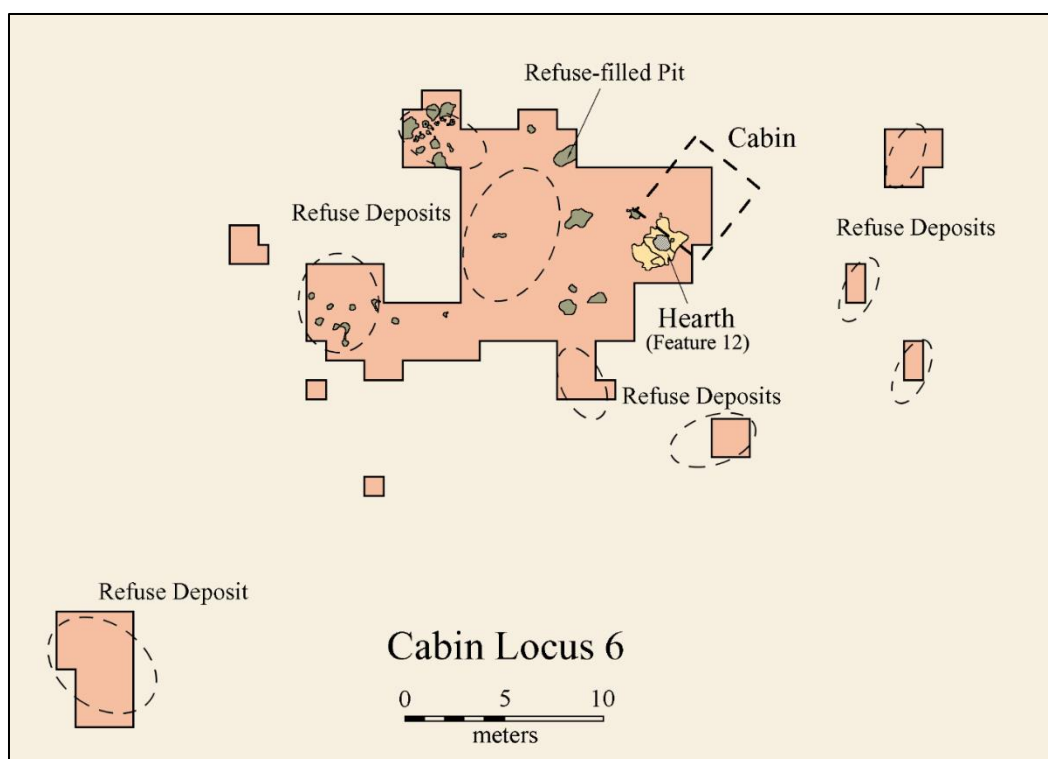 Refuse-filled Pit
Cabin
Refuse Deposits
Refuse Deposits
Hearth
(Feature 12)
Refuse Deposits
Refuse Deposit
Cabin Locus 6
0 5 10
meters